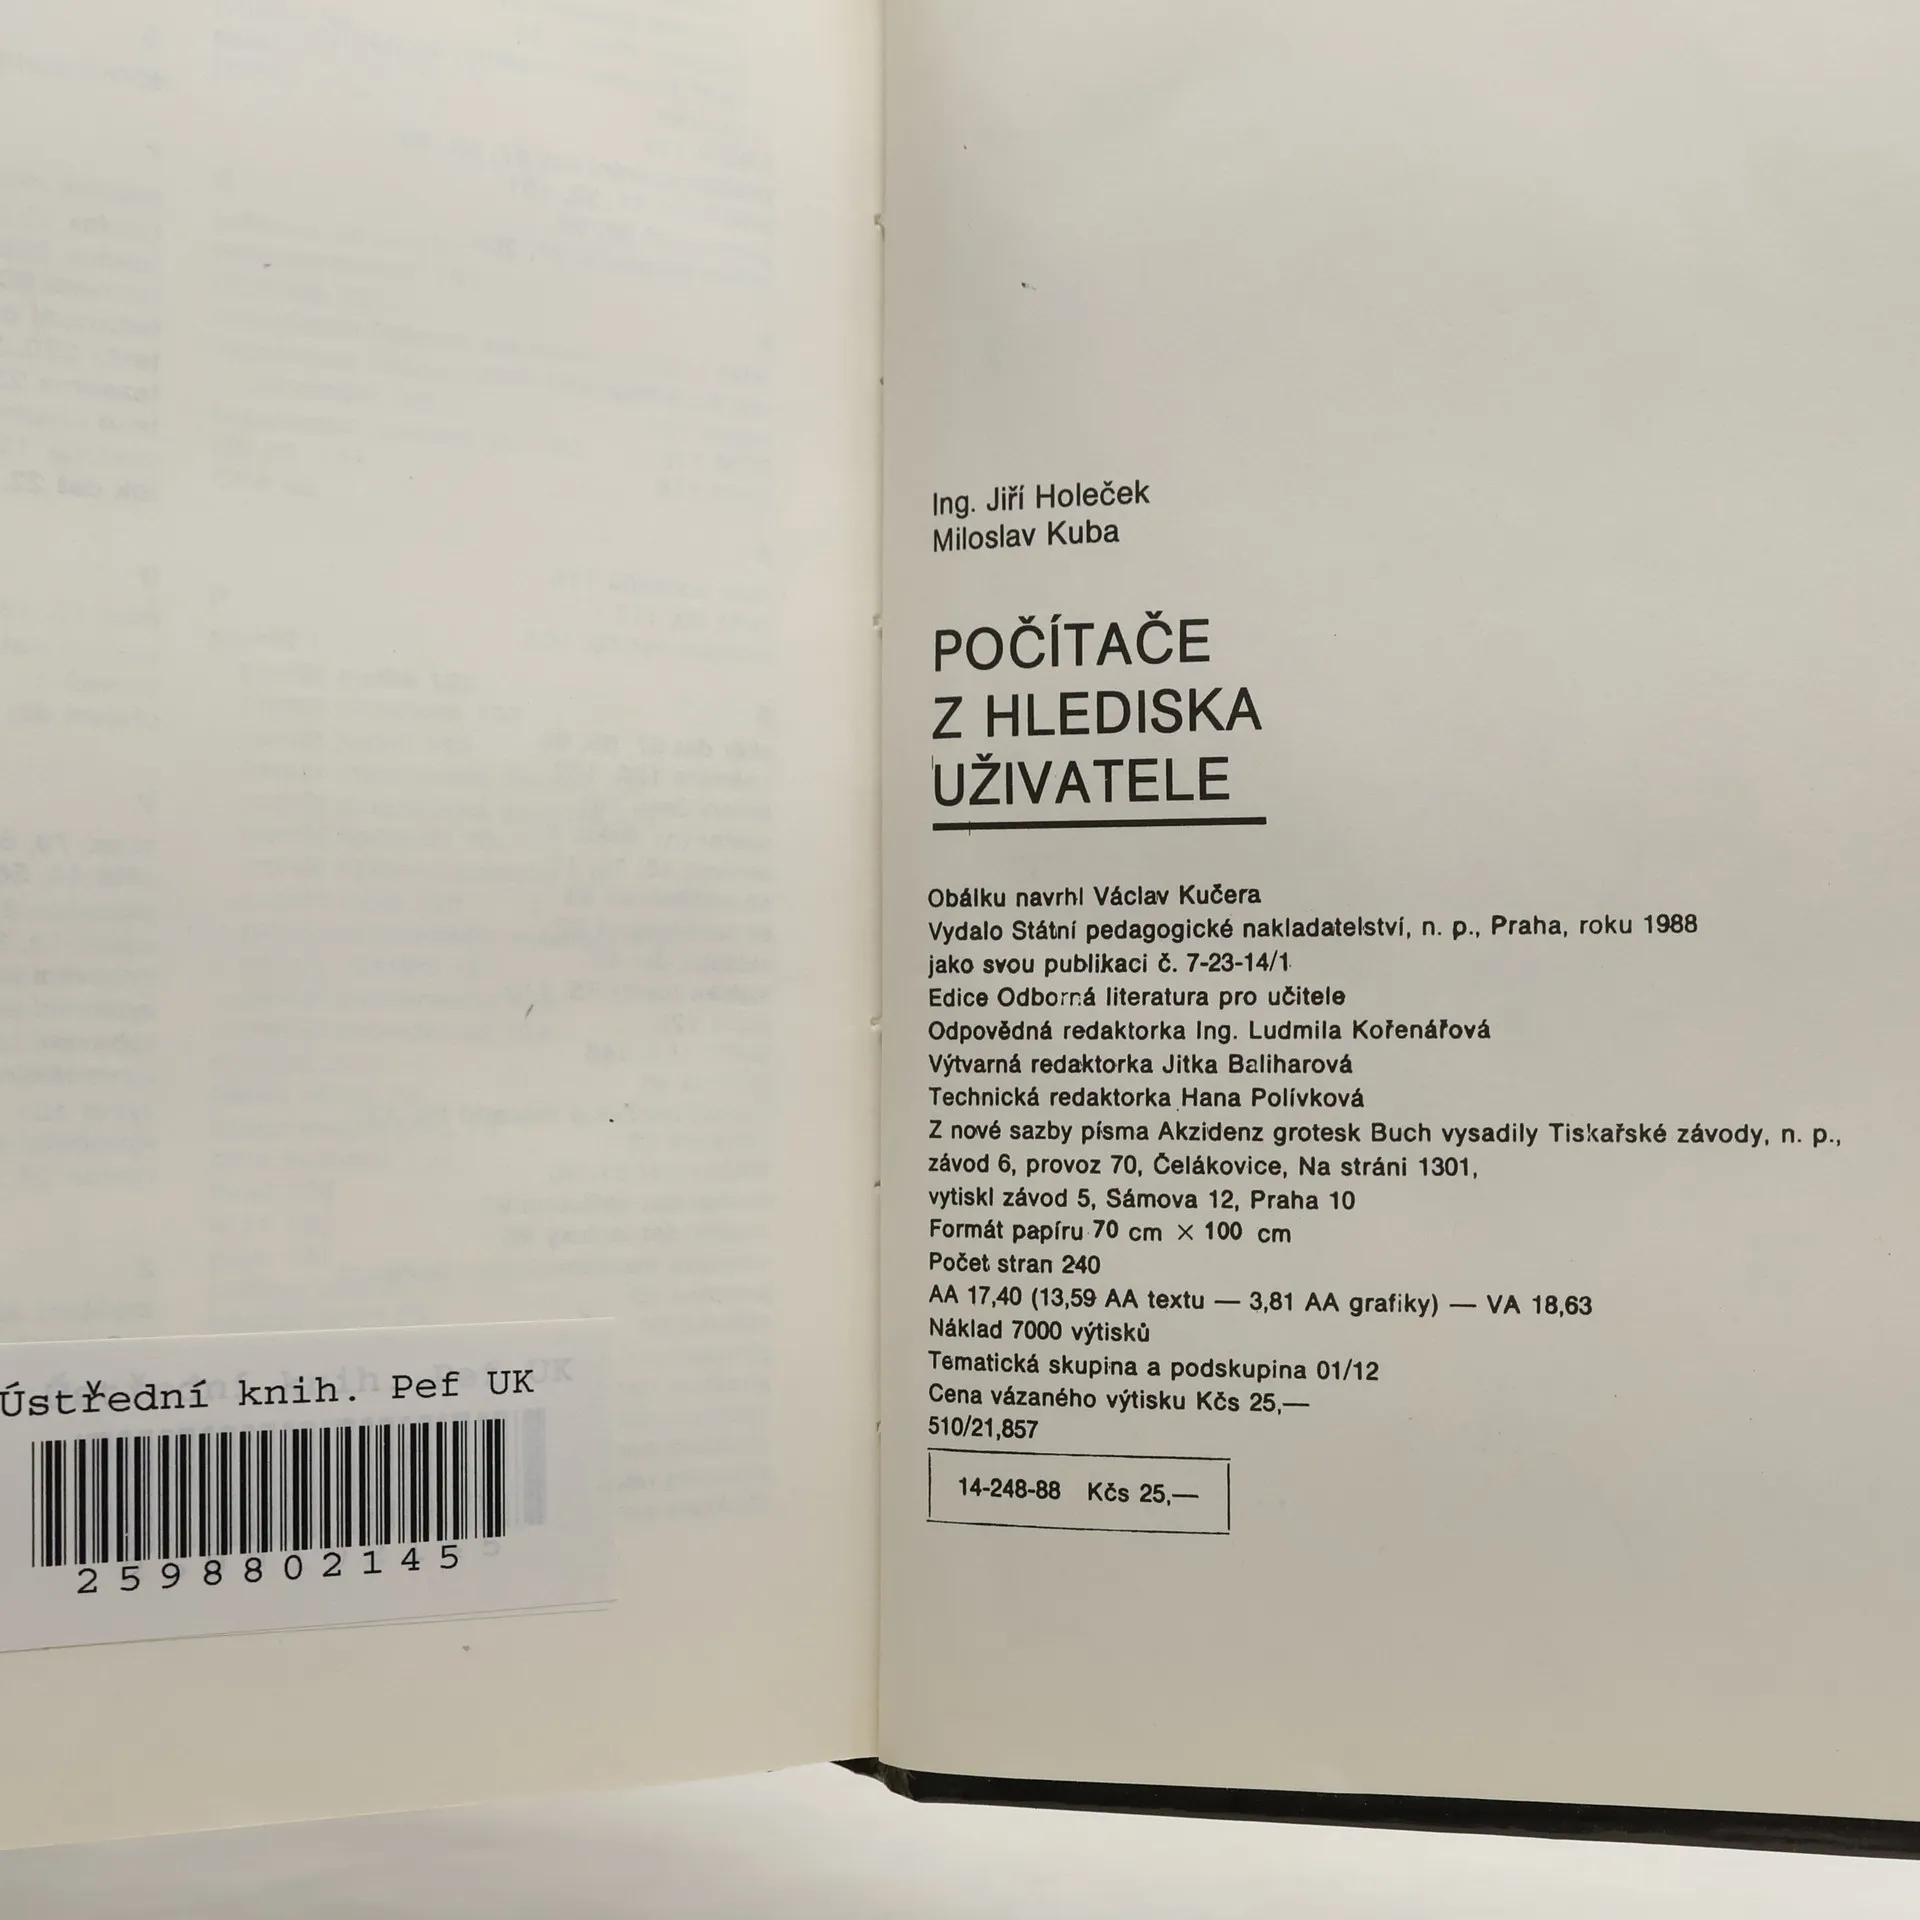 Ústřední knih. Pef UK
2598802145
Ing. Jiří Holeček
Miloslav Kuba
POČÍTAČE
Z HLEDISKA
UŽIVATELE
Obálku navrhl Václav Kučera
Vydalo Státní pedagogické nakladatelství, n. p., Praha, roku 1988
jako svou publikaci č. 7-23-14/1
Edice Odborná literatura pro učitele
Odpovědná redaktorka Ing. Ludmila Kořenářová
Výtvarná redaktorka Jitka Baliharová
Technická redaktorka Hana Polívková
Z nové sazby písma Akzidenz grotesk Buch vysadily Tiskařské závody, n. p.,
závod 6, provoz 70, Čelákovice, Na stráni 1301,
vytiskl závod 5, Sámova 12, Praha 10
Formát papíru 70 cm × 100 cm
Počet stran 240
AA 17,40 (13,59 AA textu — 3,81 AA grafiky) — VA 18,63
Náklad 7000 výtisků
Tematická skupina a podskupina 01/12
Cena vázaného výtisku Kčs 25,—
510/21,857
14-248-88 Kčs 25,—